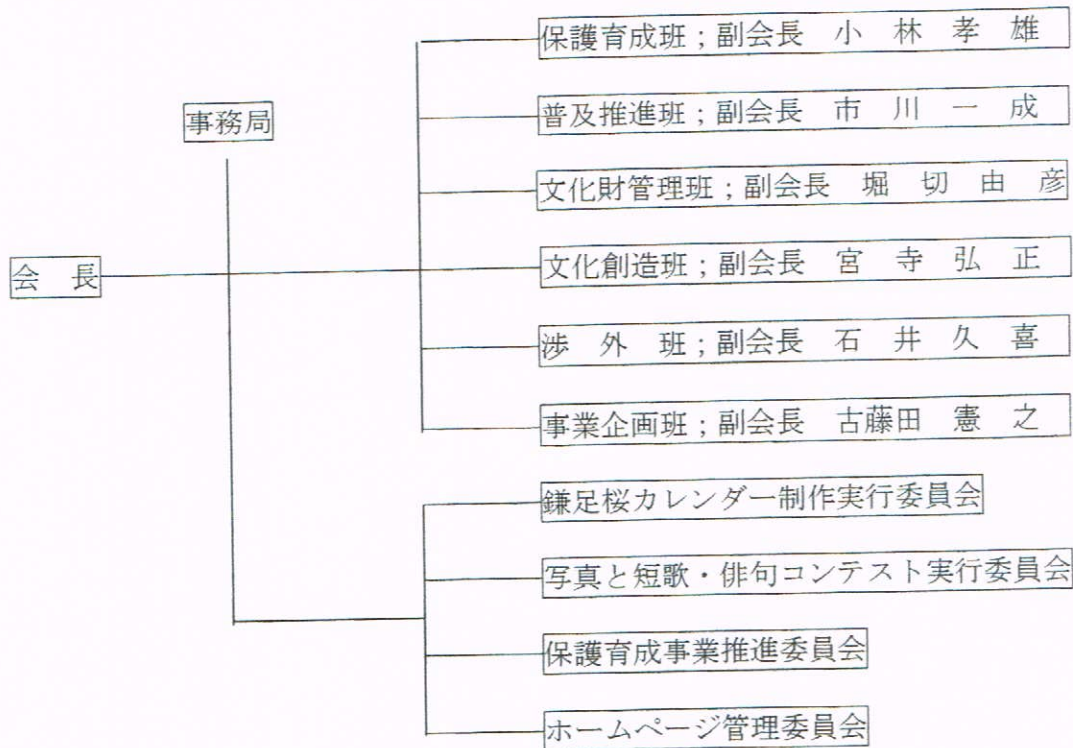 事務局
会　長
保護育成班；副会長　小　林　孝　雄
普及推進班；副会長　市　川　一　成
文化財管理班；副会長　堀　切　由　彦
文化創造班；副会長　宮　寺　弘　正
渉　外　班；副会長　石　井　久　喜
事業企画班；副会長　古藤田　憲　之
鎌足桜カレンダー制作実行委員会
写真と短歌・俳句コンテスト実行委員会
保護育成事業推進委員会
ホームページ管理委員会